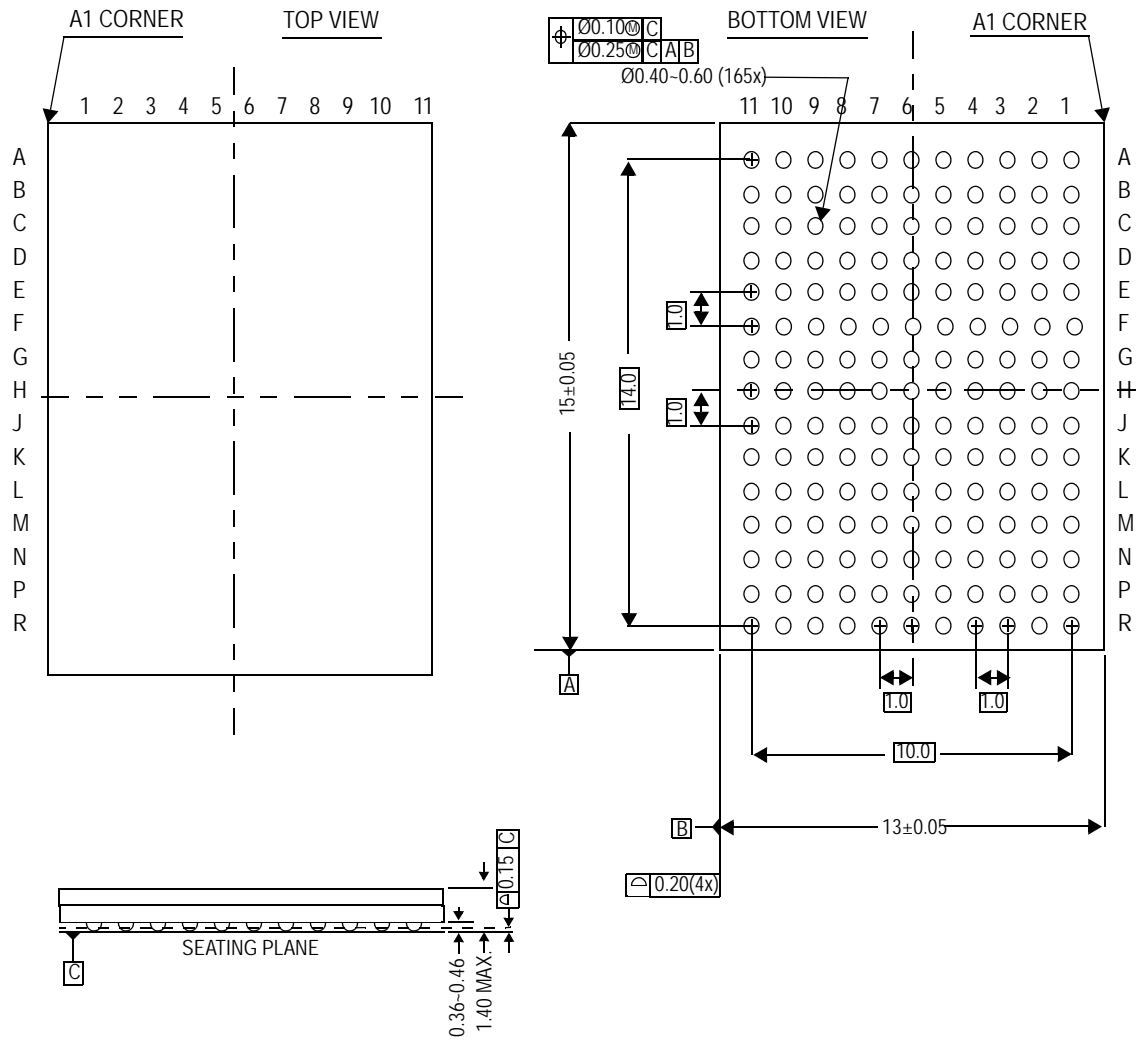 A1 CORNER
TOP VIEW
1 2 3 4 5 6 7 8 9 10 11
A
B
C
D
E
F
G
H
J
K
L
M
N
P
R
Ø0.10Ⓜ C
Ø0.25Ⓜ C A B
BOTTOM VIEW
A1 CORNER
Ø0.40~0.60 (165x)
11 10 9 8 7 6 5 4 3 2 1
A
B
C
D
E
F
G
H
J
K
L
M
N
P
R
1.0
1.0
14.0
15±0.05
A
1.0
1.0
10.0
B
13±0.05
0.20(4x)
0.15 C
SEATING PLANE
C
0.36~0.46
1.40 MAX.